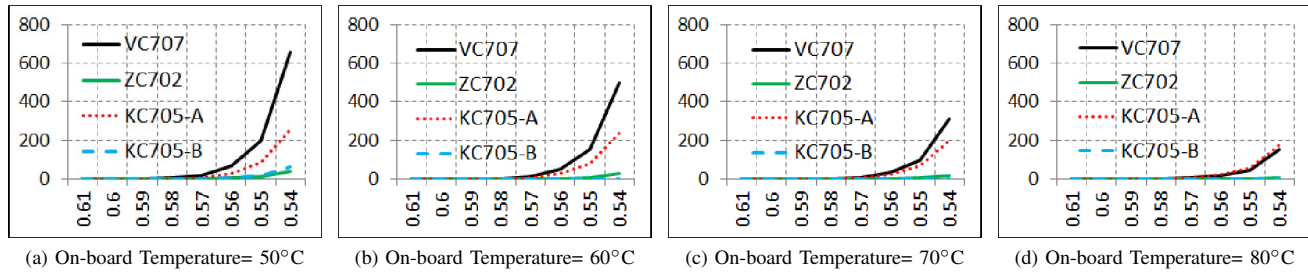 800
600
400
200
0
VC707
ZC702
KC705-A
KC705-B
0.61
0.6
0.59
0.58
0.57
0.56
0.55
0.54
(a) On-board Temperature= 50°C
800
600
400
200
0
VC707
ZC702
KC705-A
KC705-B
0.61
0.6
0.59
0.58
0.57
0.56
0.55
0.54
(b) On-board Temperature= 60°C
800
600
400
200
0
VC707
ZC702
KC705-A
KC705-B
0.61
0.6
0.59
0.58
0.57
0.56
0.55
0.54
(c) On-board Temperature= 70°C
800
600
400
200
0
VC707
ZC702
KC705-A
KC705-B
0.61
0.6
0.59
0.58
0.57
0.56
0.55
0.54
(d) On-board Temperature= 80°C